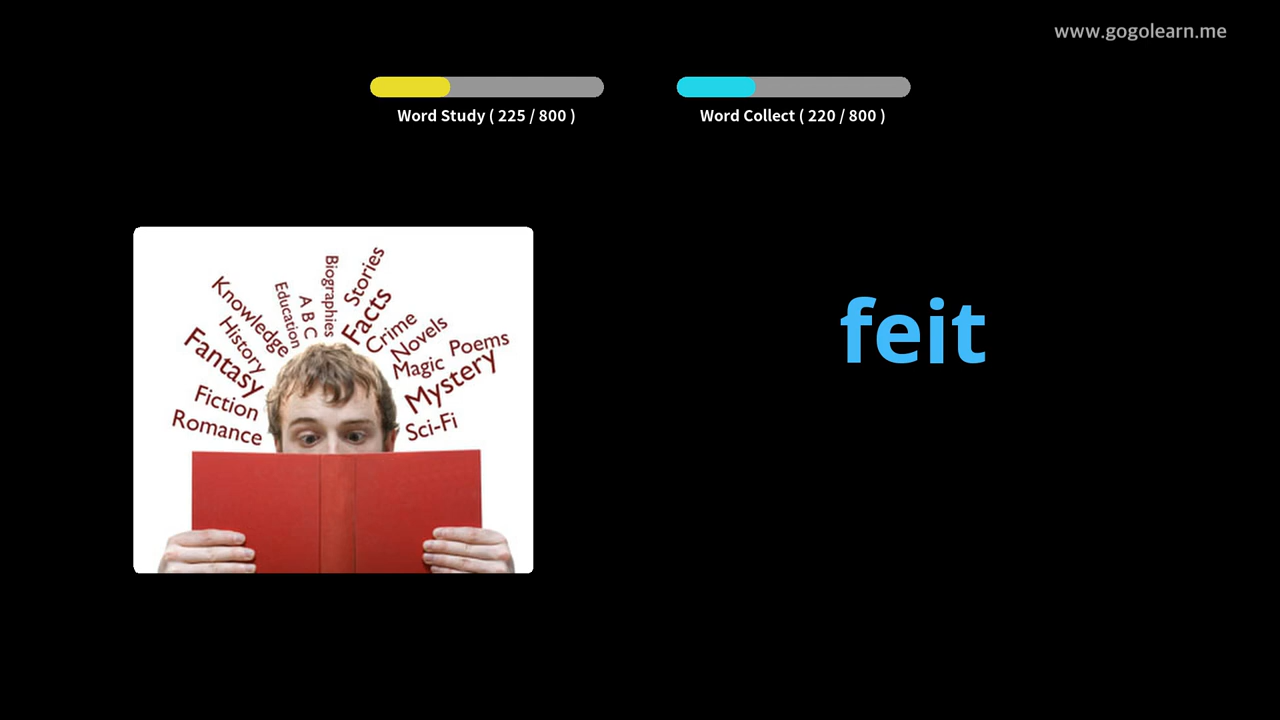 www.gogolearn.me
Word Study ( 225 / 800 )
Word Collect ( 220 / 800 )
Biographies
Stories
Education
A B C
Facts
Knowledge
Crime
History
Novels
Fantasy
Magic
Poems
Mystery
Fiction
Romance
Sci-Fi
feit